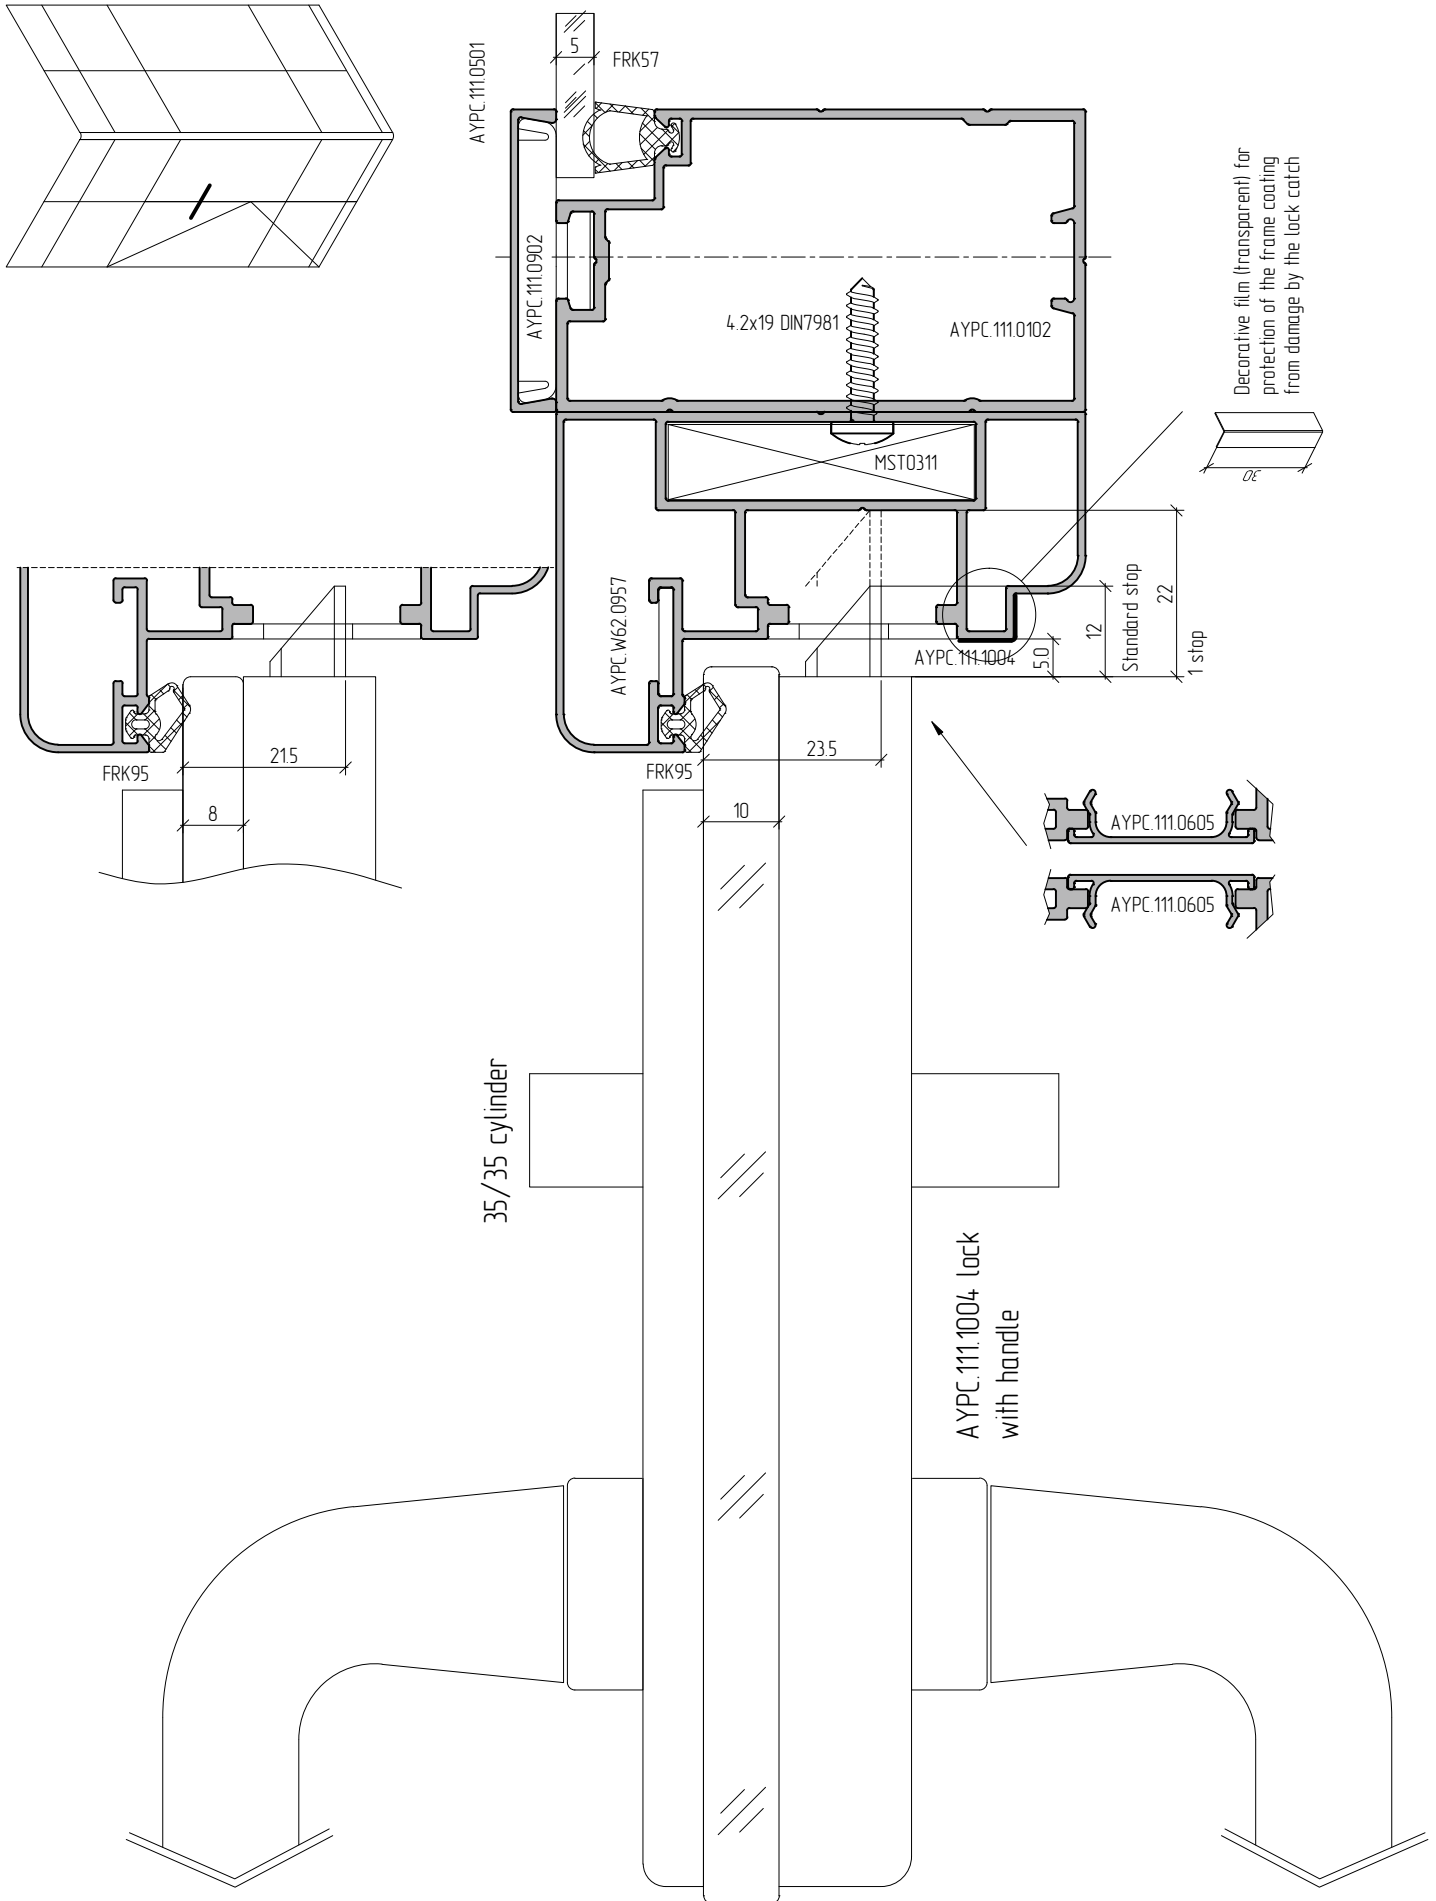 AYPC.111.0501
5
FRK57
AYPC.111.0902
4.2x19 DIN7981
AYPC.111.0102
Decorative film (transparent) for
protection of the frame coating
from damage by the lock catch
30
MST0311
AYPC.W62.0957
AYPC.111.1004
5.0
12
Standard stop
22
1 stop
FRK95
21.5
8
FRK95
23.5
10
AYPC.111.0605
AYPC.111.0605
35/35 cylinder
AYPC.111.1004 lock
with handle